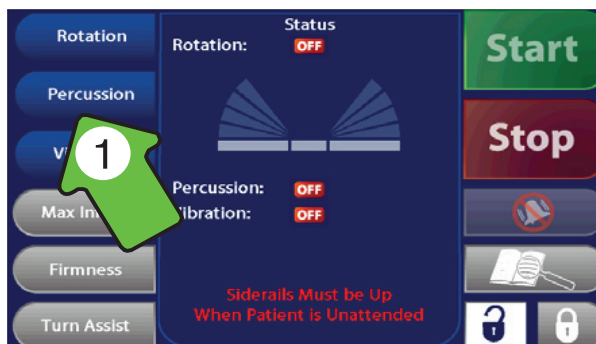 Rotation
Percussion
Vi
Max In
Firmness
Turn Assist
1
Status
Rotation: OFF
Percussion: OFF
ibration: OFF
Siderails Must be Up
When Patient is Unattended
Start
Stop